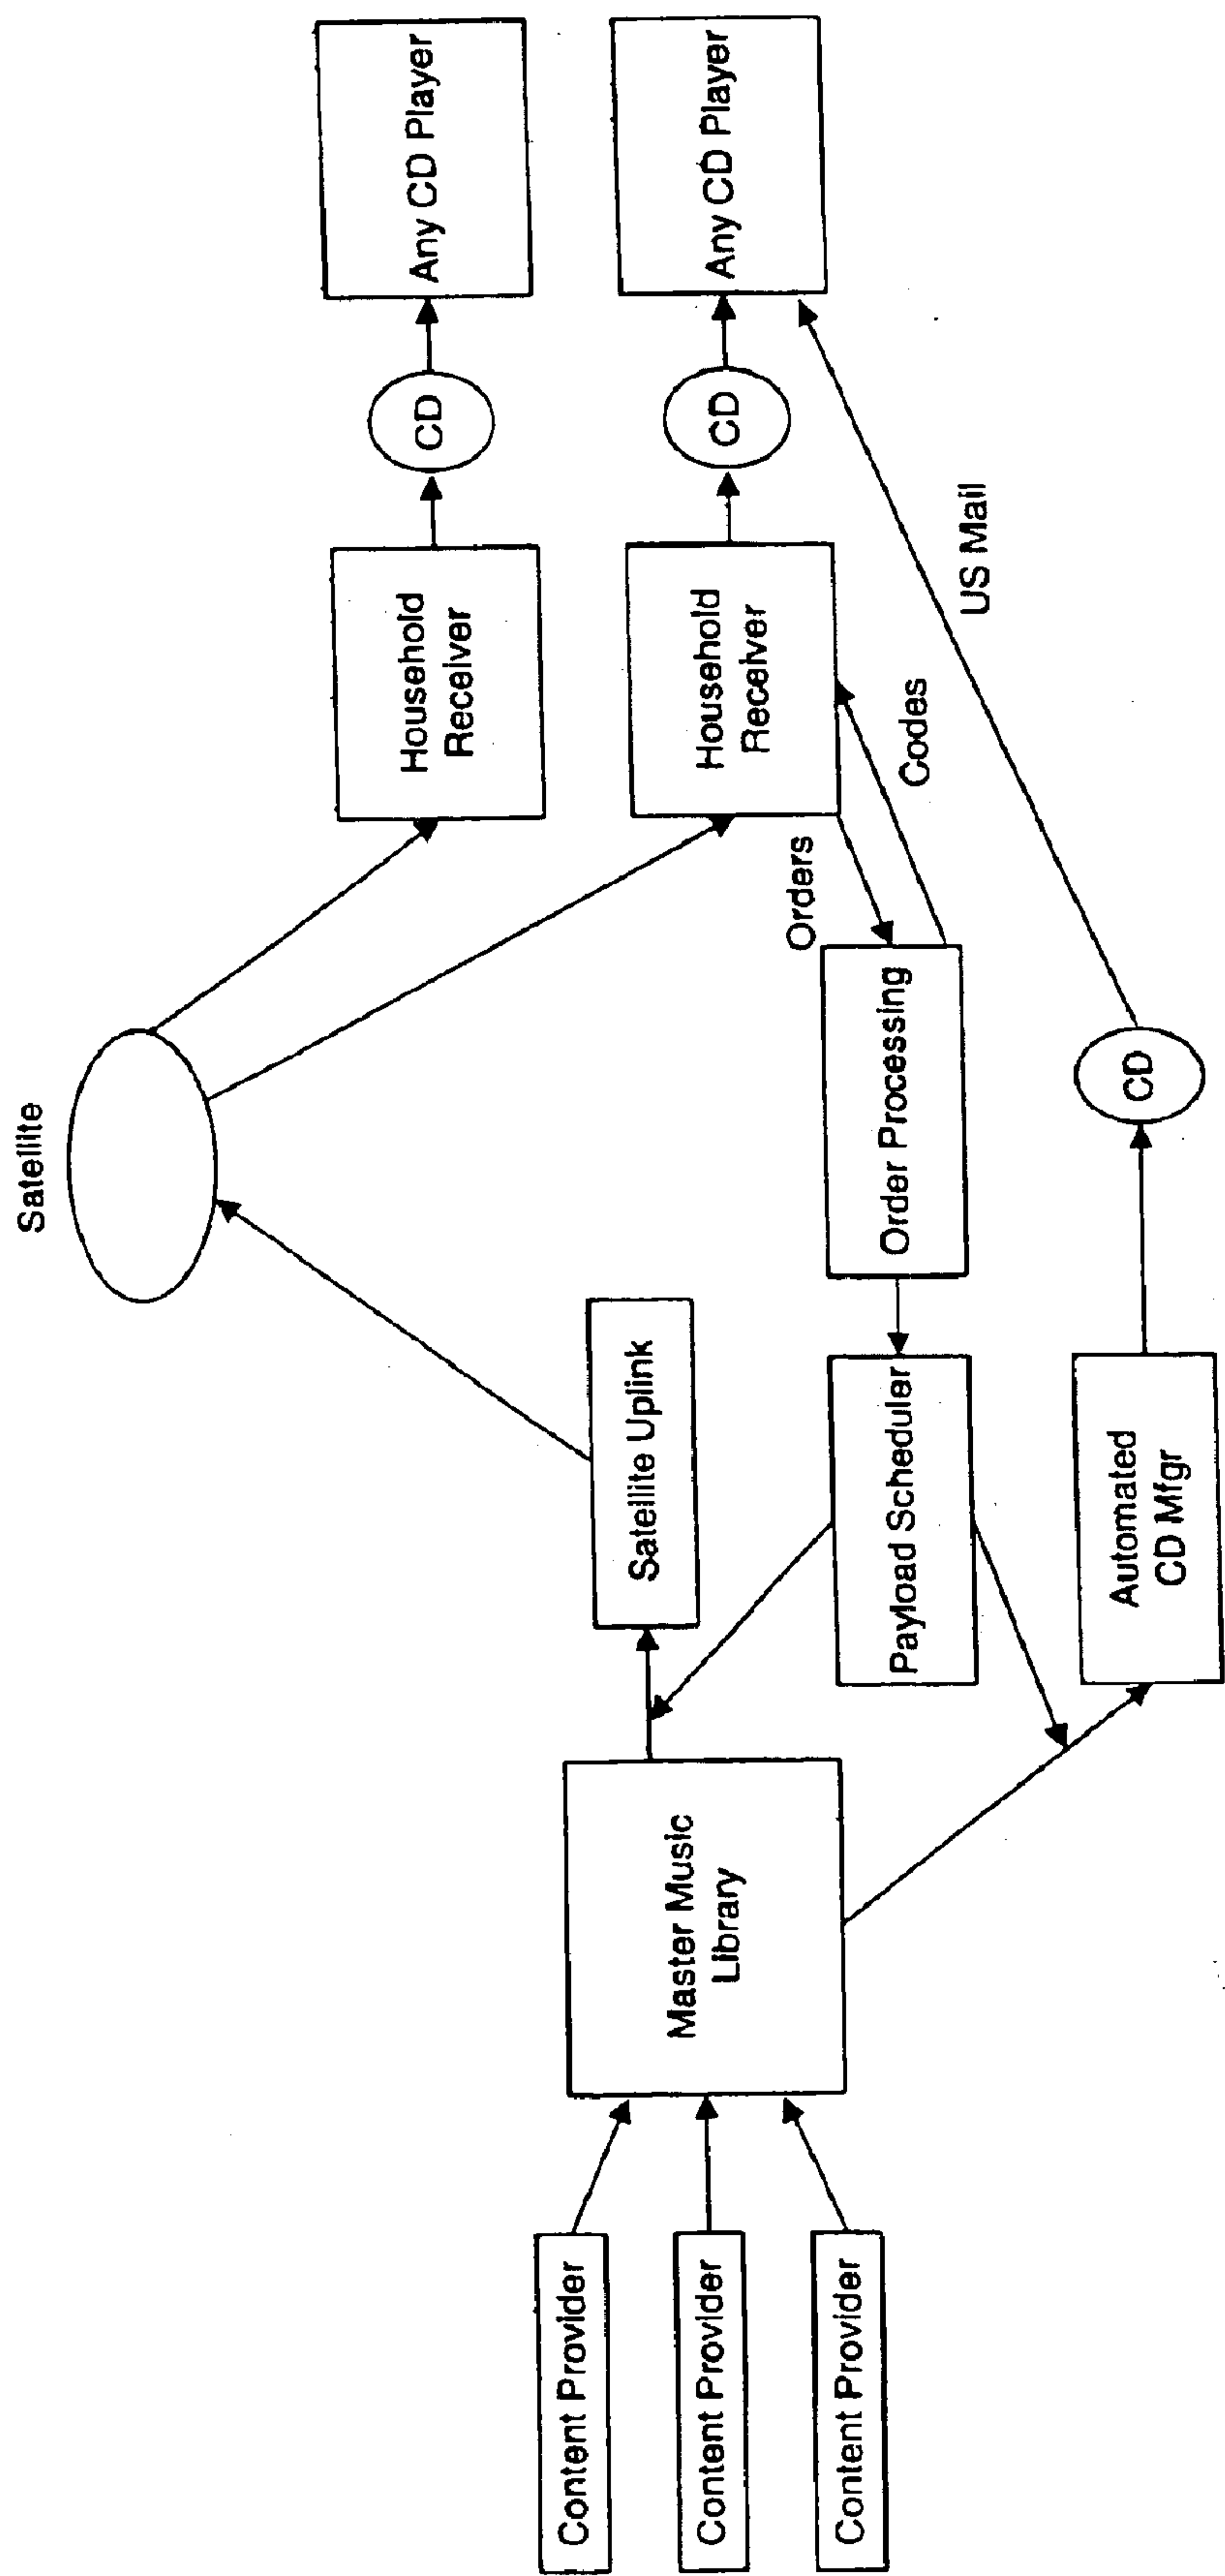 Satellite
Content Provider
Content Provider
Content Provider
Master Music
Library
Satellite Uplink
Payload Scheduler
Order Processing
Orders
Codes
Household
Receiver
CD
Any CD Player
Household
Receiver
CD
Any CD Player
Automated
CD Mfgr
CD
US Mail